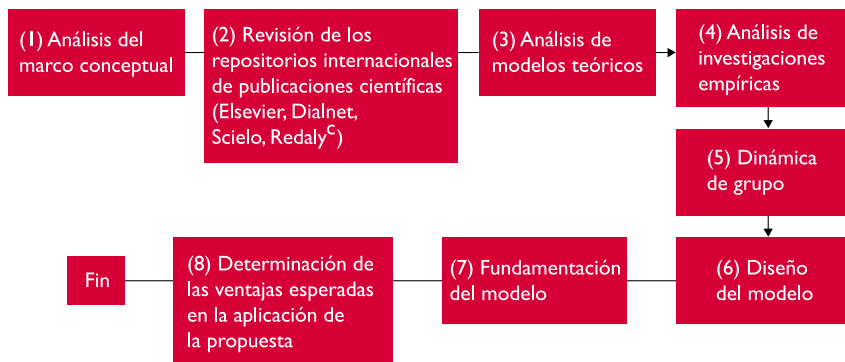 (1) Análisis del
marco conceptual
(2) Revisión de los
repositorios internacionales
de publicaciones científicas
(Elsevier, Dialnet,
Scielo, Redalyc)
(3) Análisis de
modelos teóricos
(4) Análisis de
investigaciones
empíricas
(5) Dinámica
de grupo
(6) Diseño
del modelo
(7) Fundamentación
del modelo
(8) Determinación de
las ventajas esperadas
en la aplicación de
la propuesta
Fin